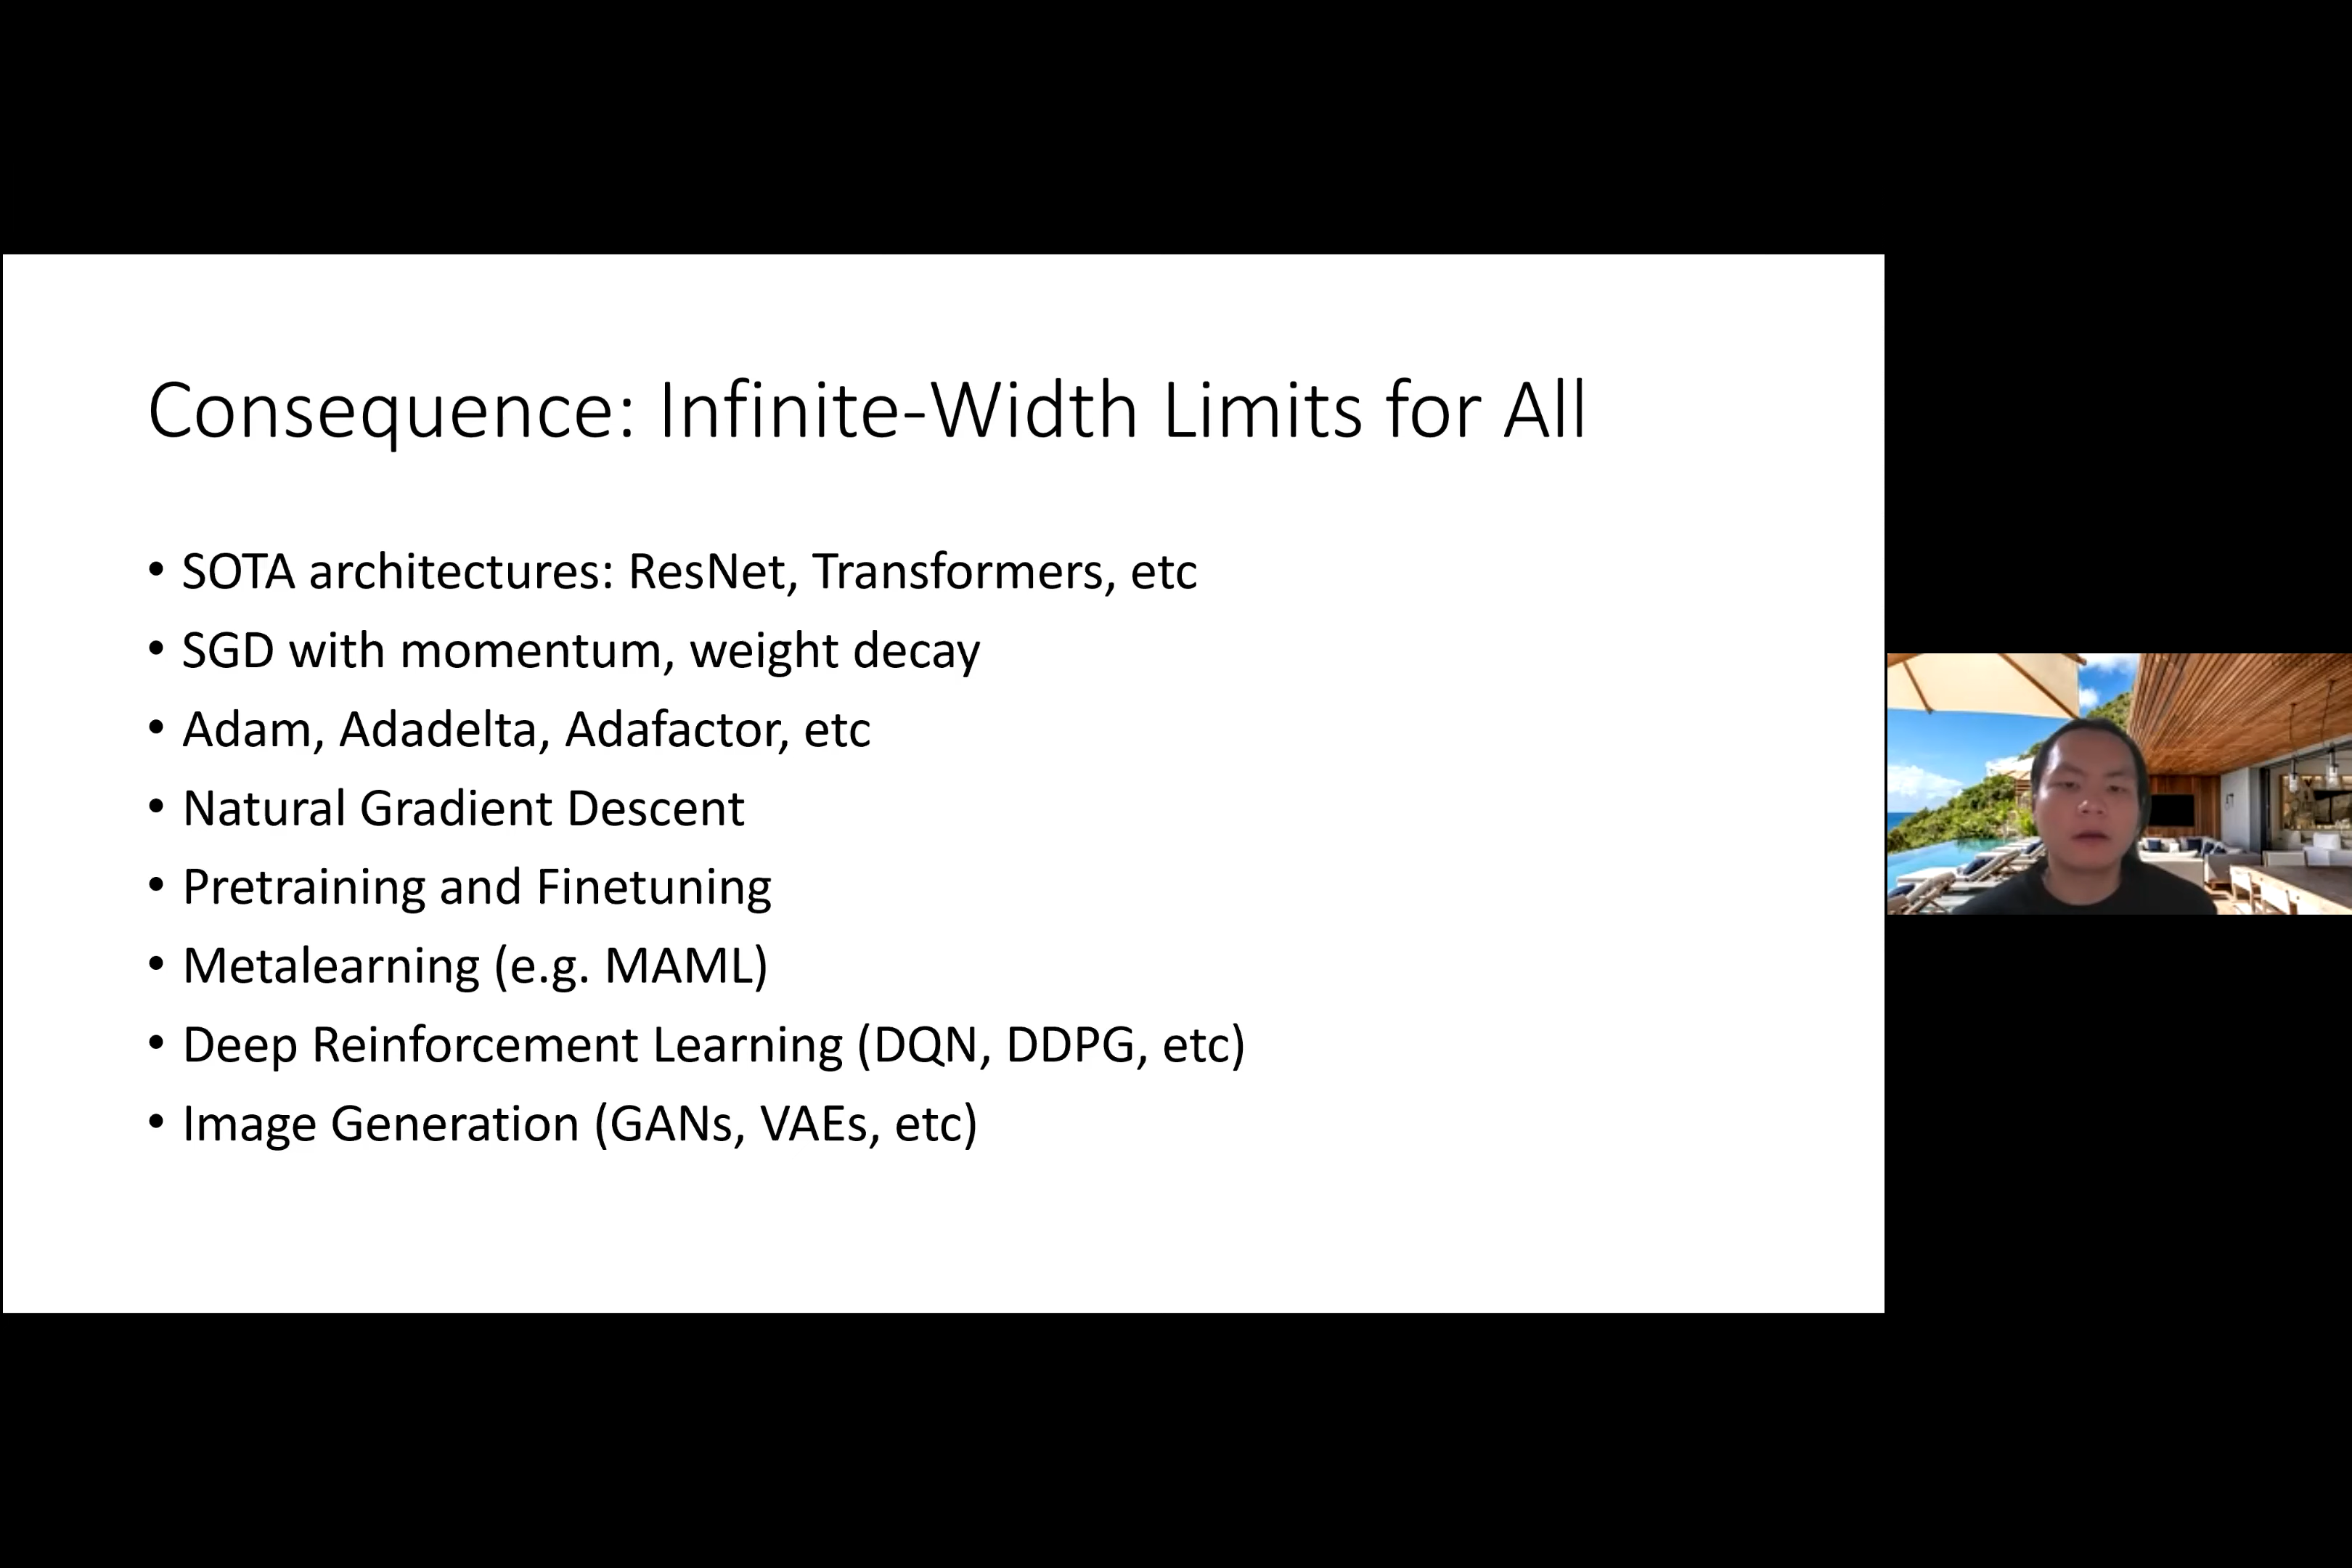 Consequence: Infinite-Width Limits for All
• SOTA architectures: ResNet, Transformers, etc
• SGD with momentum, weight decay
• Adam, Adadelta, Adafactor, etc
• Natural Gradient Descent
• Pretraining and Finetuning
• Metalearning (e.g. MAML)
• Deep Reinforcement Learning (DQN, DDPG, etc)
• Image Generation (GANs, VAEs, etc)